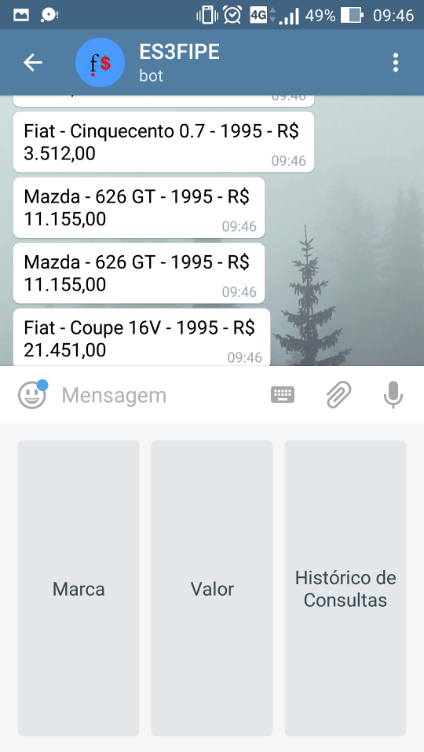 4G 49% 09:46
ES3FIPE
bot
f$
09:46
Fiat - Cinquecento 0.7 - 1995 - R$
3.512,00
09:46
Mazda - 626 GT - 1995 - R$
11.155,00
09:46
Mazda - 626 GT - 1995 - R$
11.155,00
09:46
Fiat - Coupe 16V - 1995 - R$
21.451,00
09:46
Mensagem
Marca
Valor
Histórico de
Consultas